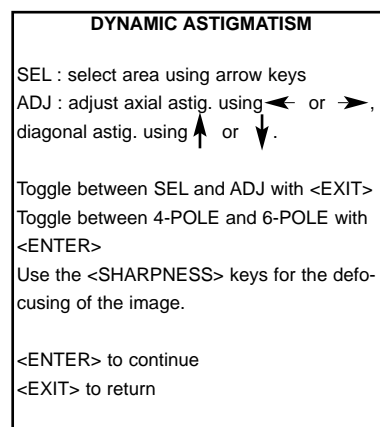 DYNAMIC ASTIGMATISM
SEL : select area using arrow keys
ADJ : adjust axial astig. using or ,
diagonal astig. using or .
Toggle between SEL and ADJ with <EXIT>
Toggle between 4-POLE and 6-POLE with
<ENTER>
Use the <SHARPNESS> keys for the defo-
cusing of the image.
<ENTER> to continue
<EXIT> to return